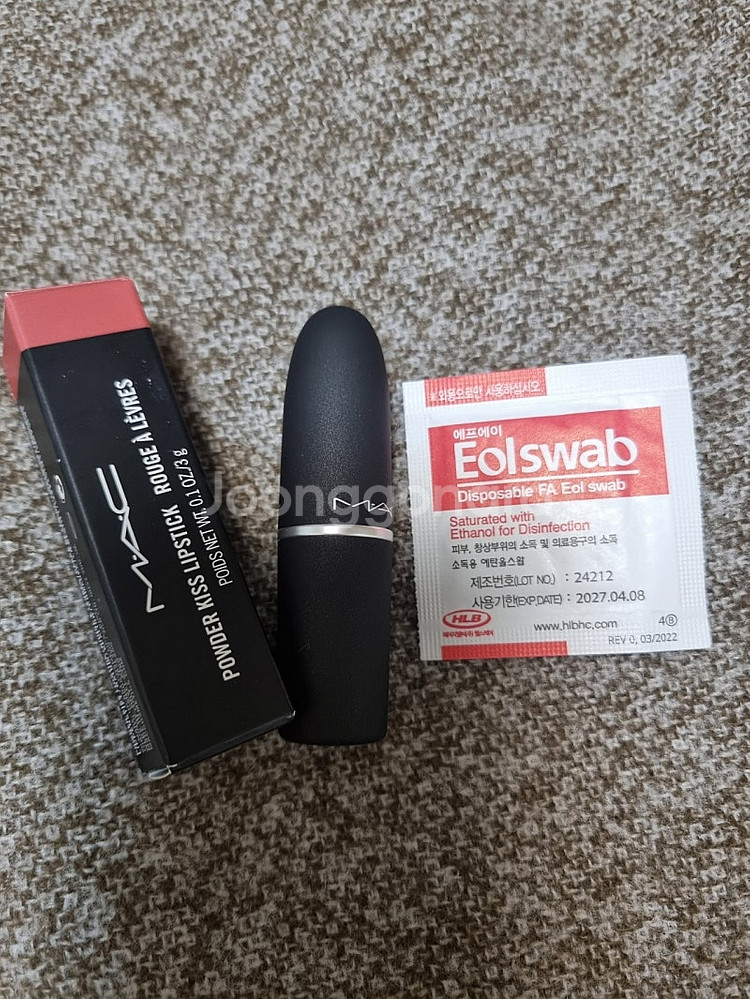 MAC
POWDER KISS LIPSTICK ROUGE À LÈVRES
POIDS NET WT. 0.1 OZ./3 g
MAC
Joonggona
※ 외용으로만 사용하십시오.
에프에이
Eolswab
Disposable FA Eol swab
Saturated with
Ethanol for Disinfection
피부, 창상부위의 소독 및 의료용구의 소독
소독용 에탄올스왑
제조번호(LOT NO.) : 24212
사용기한(EXP.DATE) : 2027.04.08
HLB
www.hlbhc.com
4Ⓑ
REV 0, 03/2022